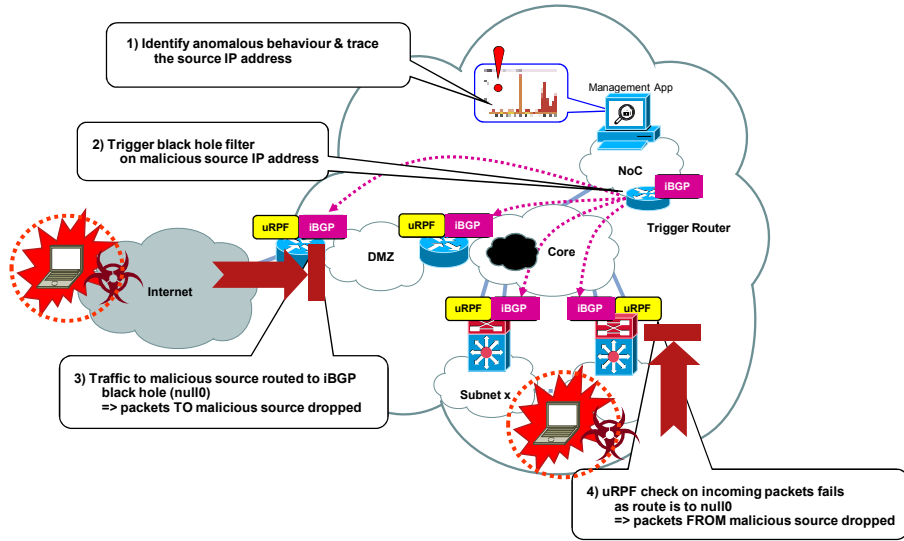 1) Identify anomalous behaviour & trace
the source IP address
Management App
2) Trigger black hole filter
on malicious source IP address
NoC
iBGP
Trigger Router
uRPF
iBGP
uRPF
iBGP
DMZ
Core
Internet
uRPF
iBGP
iBGP
uRPF
3) Traffic to malicious source routed to iBGP
black hole (null0)
=> packets TO malicious source dropped
Subnet x
4) uRPF check on incoming packets fails
as route is to null0
=> packets FROM malicious source dropped